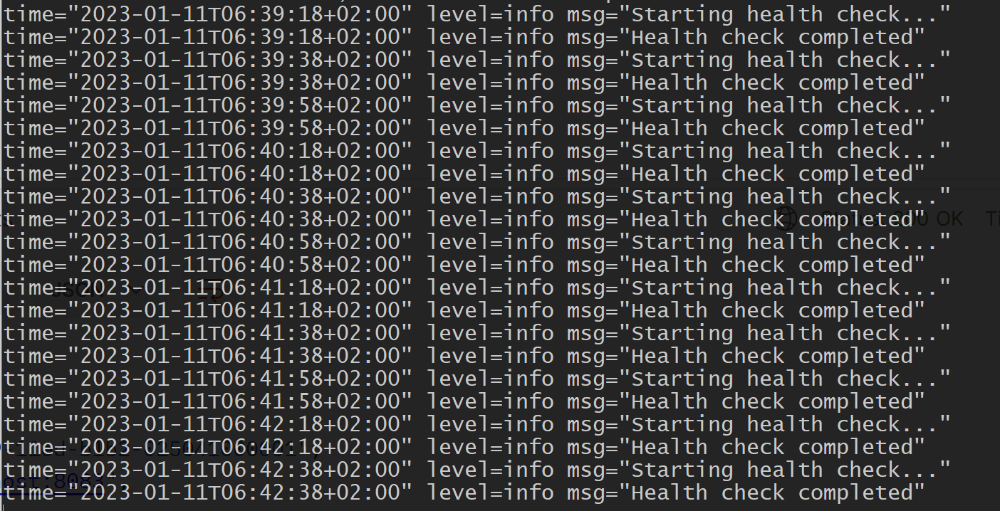 time="2023-01-11T06:39:18+02:00" level=info msg="Starting health check..."
time="2023-01-11T06:39:18+02:00" level=info msg="Health check completed"
time="2023-01-11T06:39:38+02:00" level=info msg="Starting health check..."
time="2023-01-11T06:39:38+02:00" level=info msg="Health check completed"
time="2023-01-11T06:39:58+02:00" level=info msg="Starting health check..."
time="2023-01-11T06:39:58+02:00" level=info msg="Health check completed"
time="2023-01-11T06:40:18+02:00" level=info msg="Starting health check..."
time="2023-01-11T06:40:18+02:00" level=info msg="Health check completed"
time="2023-01-11T06:40:38+02:00" level=info msg="Starting health check..."
time="2023-01-11T06:40:38+02:00" level=info msg="Health check completed"
Status: 200 OK
time="2023-01-11T06:40:58+02:00" level=info msg="Starting health check..."
time="2023-01-11T06:40:58+02:00" level=info msg="Health check completed"
time="2023-01-11T06:41:18+02:00" level=info msg="Starting health check..."
JSON
time="2023-01-11T06:41:18+02:00" level=info msg="Health check completed"
time="2023-01-11T06:41:38+02:00" level=info msg="Starting health check..."
time="2023-01-11T06:41:38+02:00" level=info msg="Health check completed"
time="2023-01-11T06:41:58+02:00" level=info msg="Starting health check..."
time="2023-01-11T06:41:58+02:00" level=info msg="Health check completed"
time="2023-01-11T06:42:18+02:00" level=info msg="Starting health check..."
time="2023-01-11T06:42:18+02:00" level=info msg="Health check completed"
time="2023-01-11T06:42:38+02:00" level=info msg="Starting health check..."
ost:8083
time="2023-01-11T06:42:38+02:00" level=info msg="Health check completed"